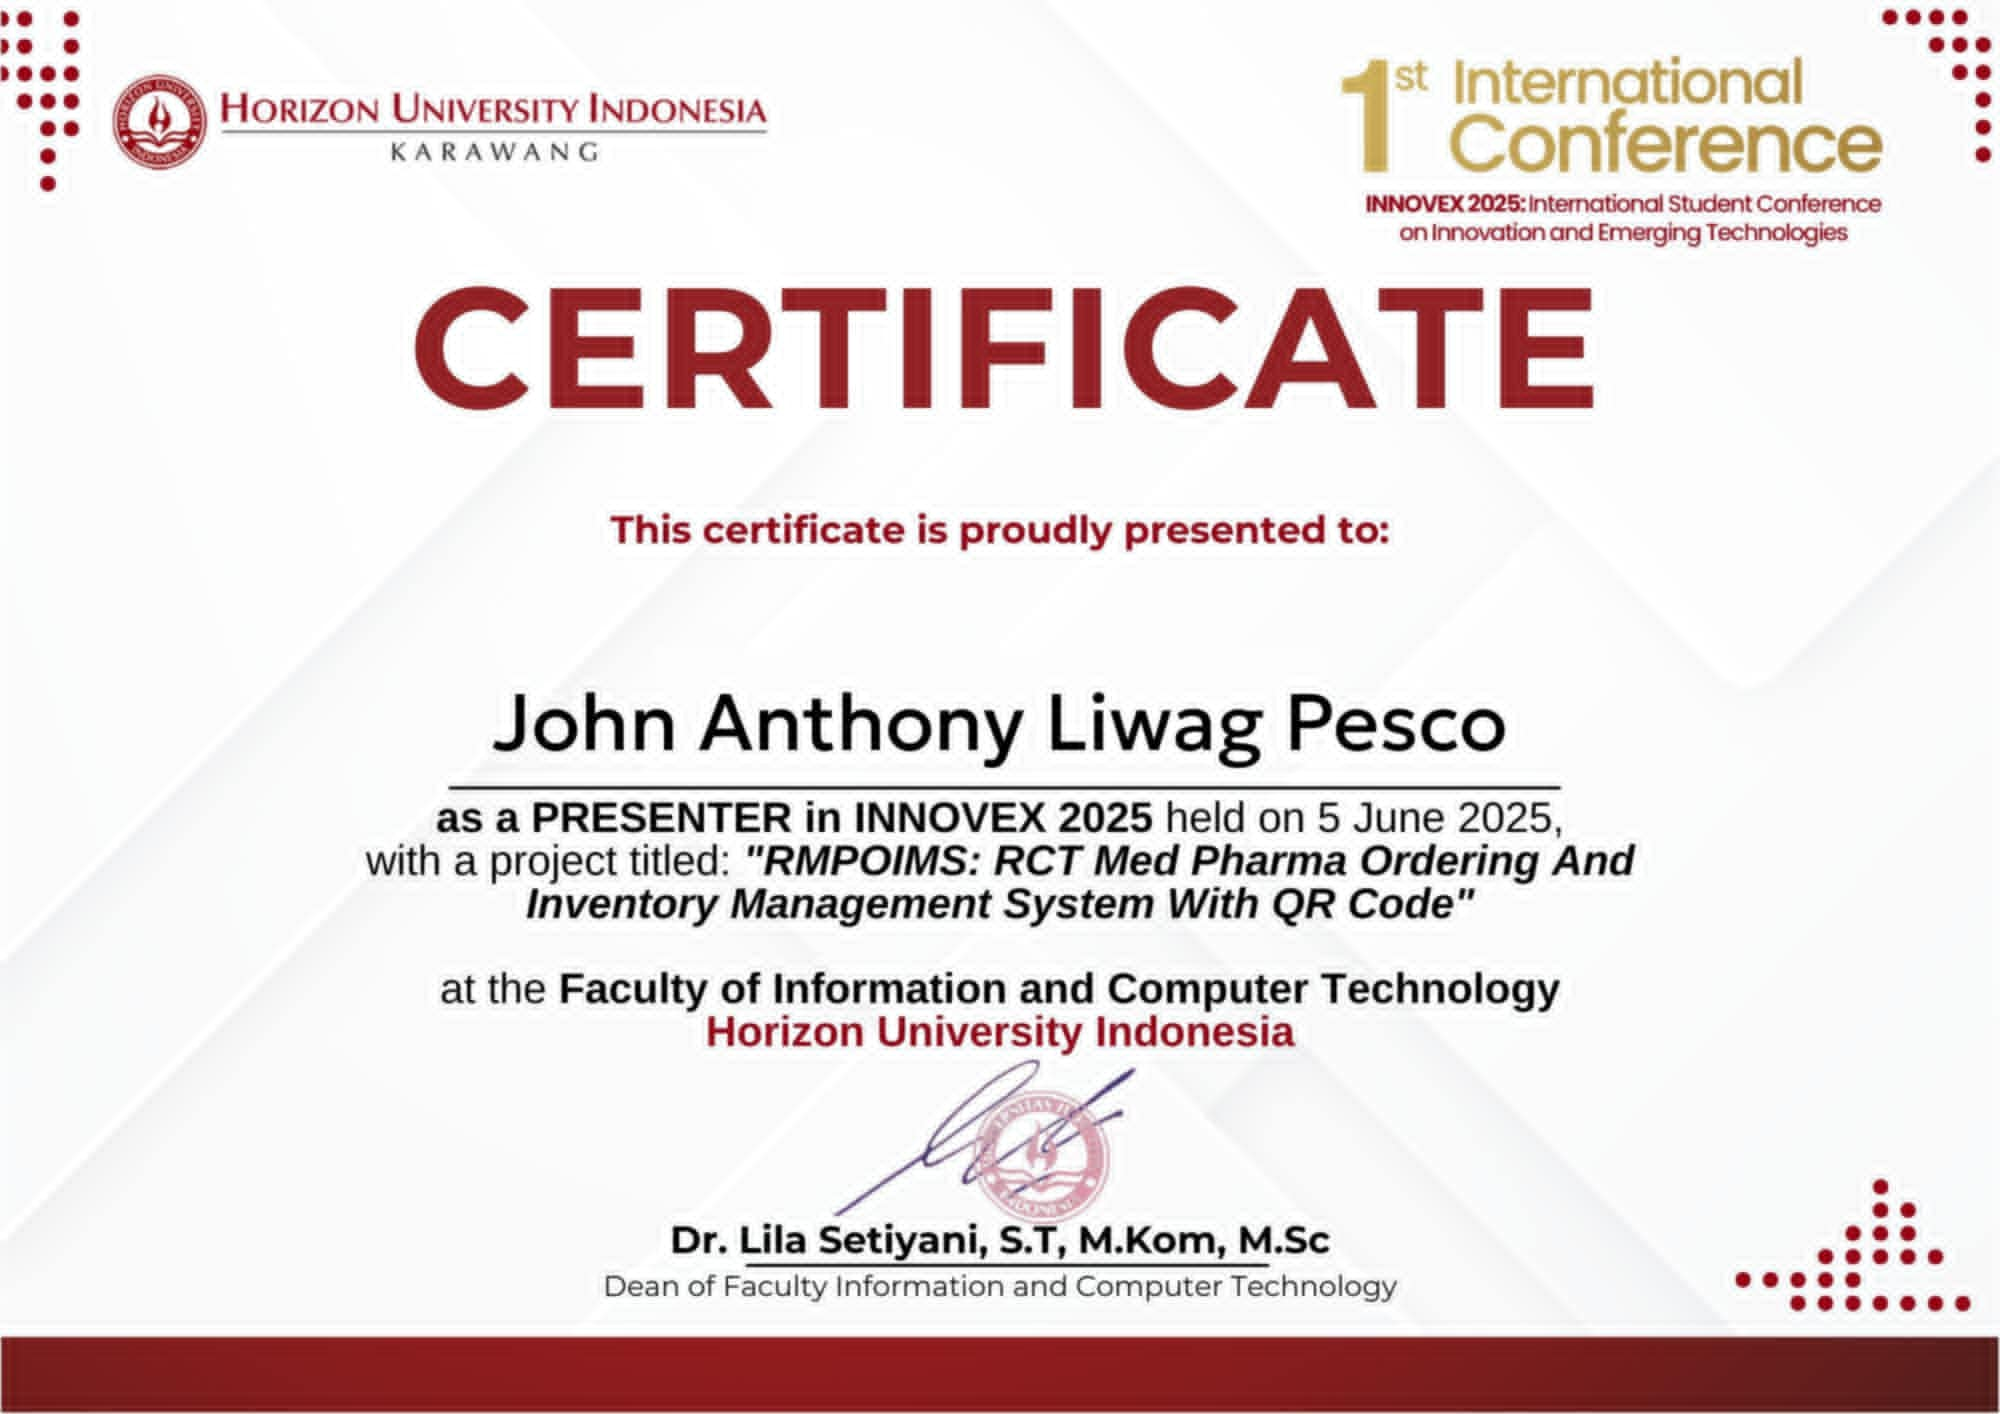 HORIZON UNIVERSITY INDONESIA
KARAWANG
HORIZON UNIVERSITY
INDONESIA
1st International
Conference
INNOVEX 2025: International Student Conference
on Innovation and Emerging Technologies
CERTIFICATE
This certificate is proudly presented to:
John Anthony Liwag Pesco
as a PRESENTER in INNOVEX 2025 held on 5 June 2025,
with a project titled: "RMPOIMS: RCT Med Pharma Ordering And
Inventory Management System With QR Code"
at the Faculty of Information and Computer Technology
Horizon University Indonesia
Dr. Lila Setiyani, S.T, M.Kom, M.Sc
Dean of Faculty Information and Computer Technology